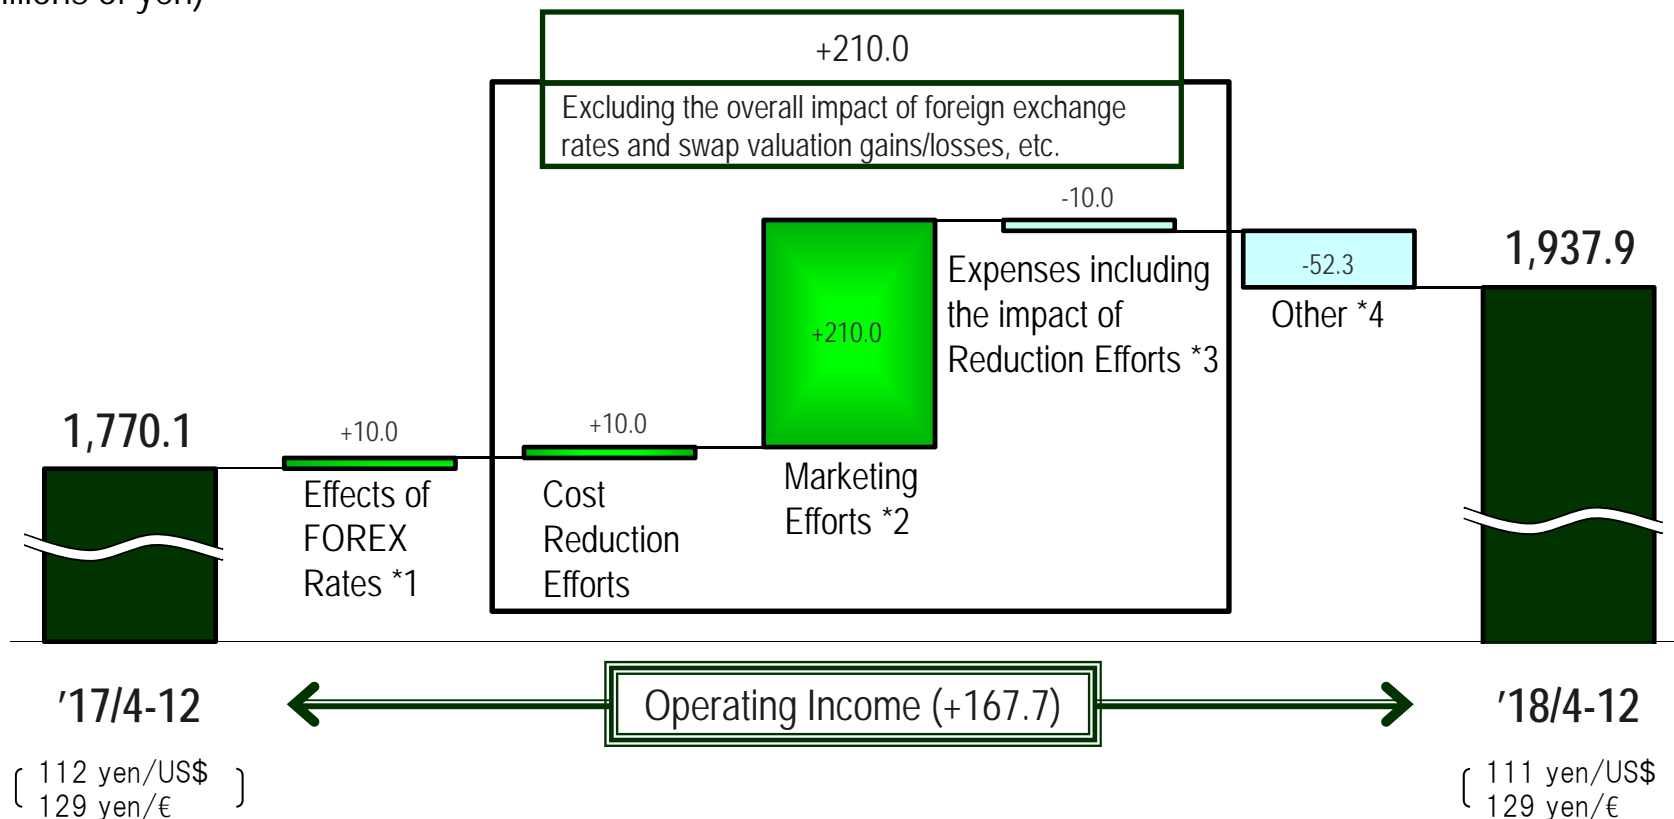 +210.0
Excluding the overall impact of foreign exchange
rates and swap valuation gains/losses, etc.
-10.0
1,937.9
Expenses including
the impact of
Reduction Efforts *3
-52.3
Other *4
+210.0
1,770.1
+10.0
+10.0
Effects of
FOREX
Rates *1
Cost
Reduction
Efforts
Marketing
Efforts *2
'17/4-12
Operating Income (+167.7)
'18/4-12
112 yen/US$
129 yen/€
111 yen/US$
129 yen/€